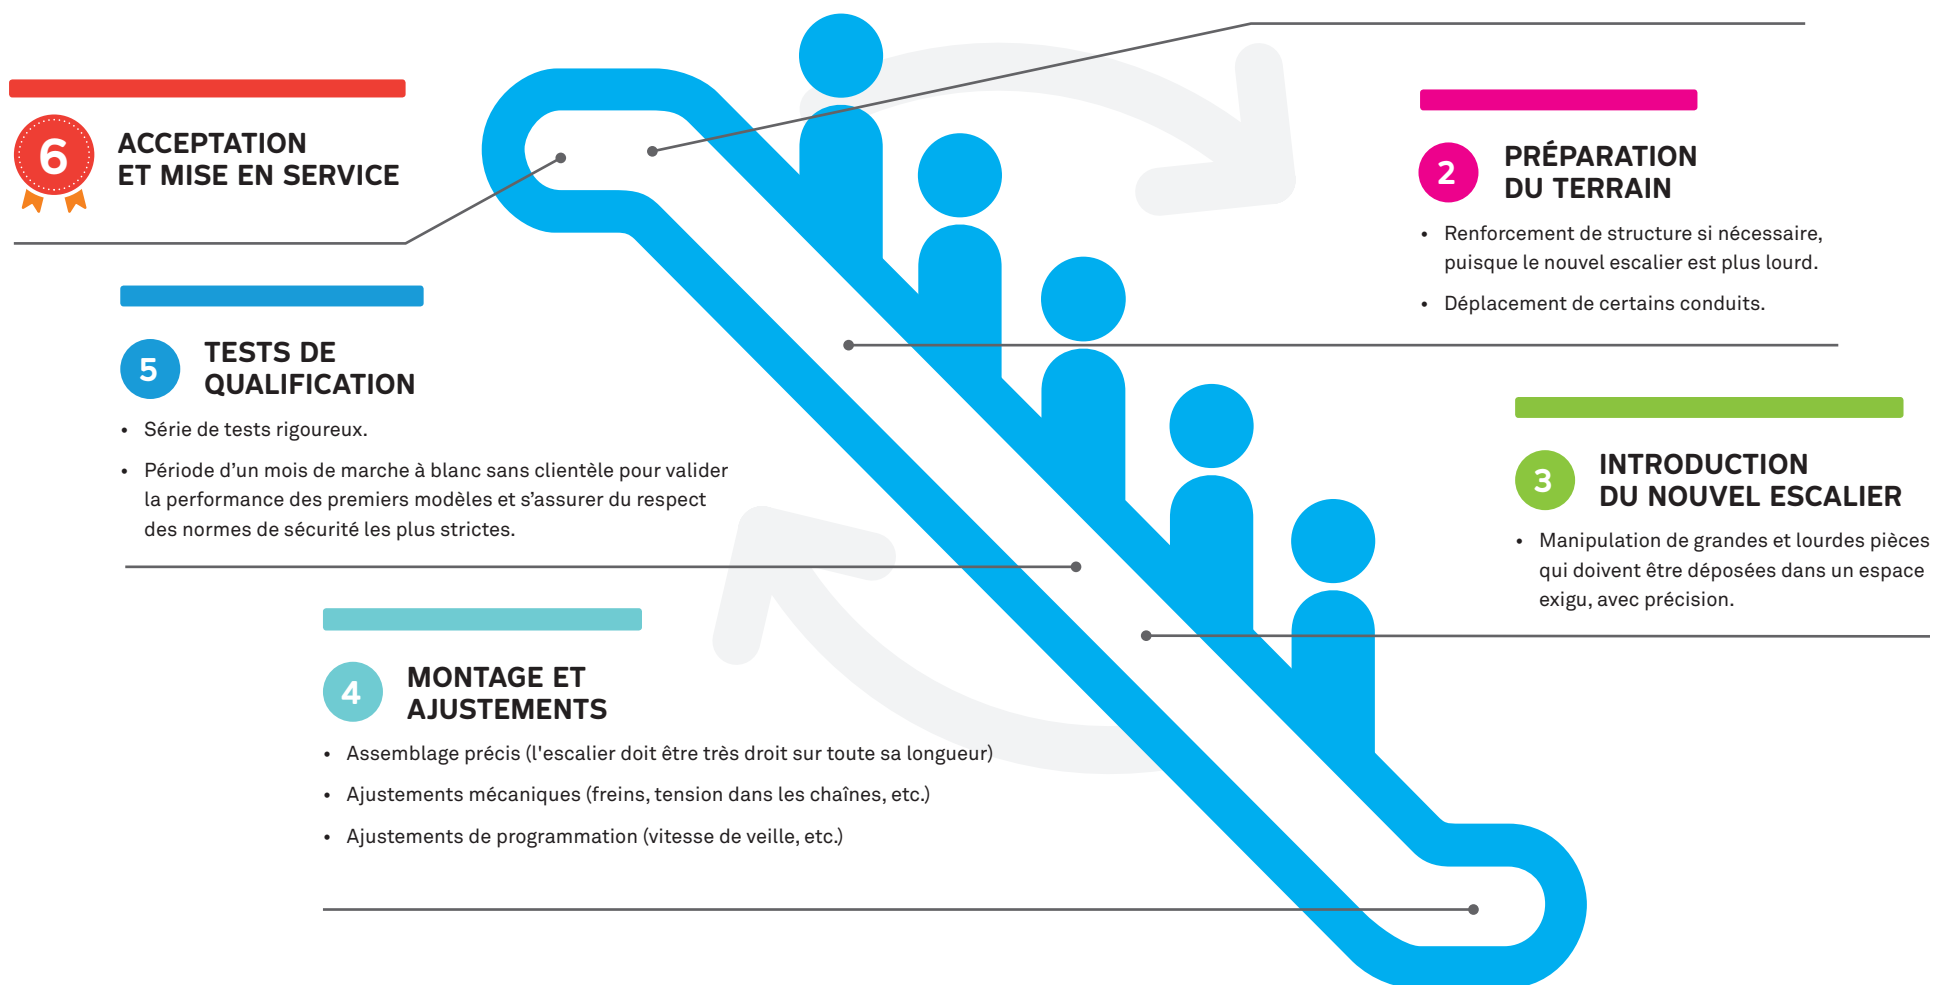 2
PRÉPARATION
DU TERRAIN
• Renforcement de structure si nécessaire,
puisque le nouvel escalier est plus lourd.
• Déplacement de certains conduits.
3
INTRODUCTION
DU NOUVEL ESCALIER
• Manipulation de grandes et lourdes pièces
qui doivent être déposées dans un espace
exigu, avec précision.
4
MONTAGE ET
AJUSTEMENTS
• Assemblage précis (l'escalier doit être très droit sur toute sa longueur)
• Ajustements mécaniques (freins, tension dans les chaînes, etc.)
• Ajustements de programmation (vitesse de veille, etc.)
5
TESTS DE
QUALIFICATION
• Série de tests rigoureux.
• Période d’un mois de marche à blanc sans clientèle pour valider
la performance des premiers modèles et s’assurer du respect
des normes de sécurité les plus strictes.
6
ACCEPTATION
ET MISE EN SERVICE